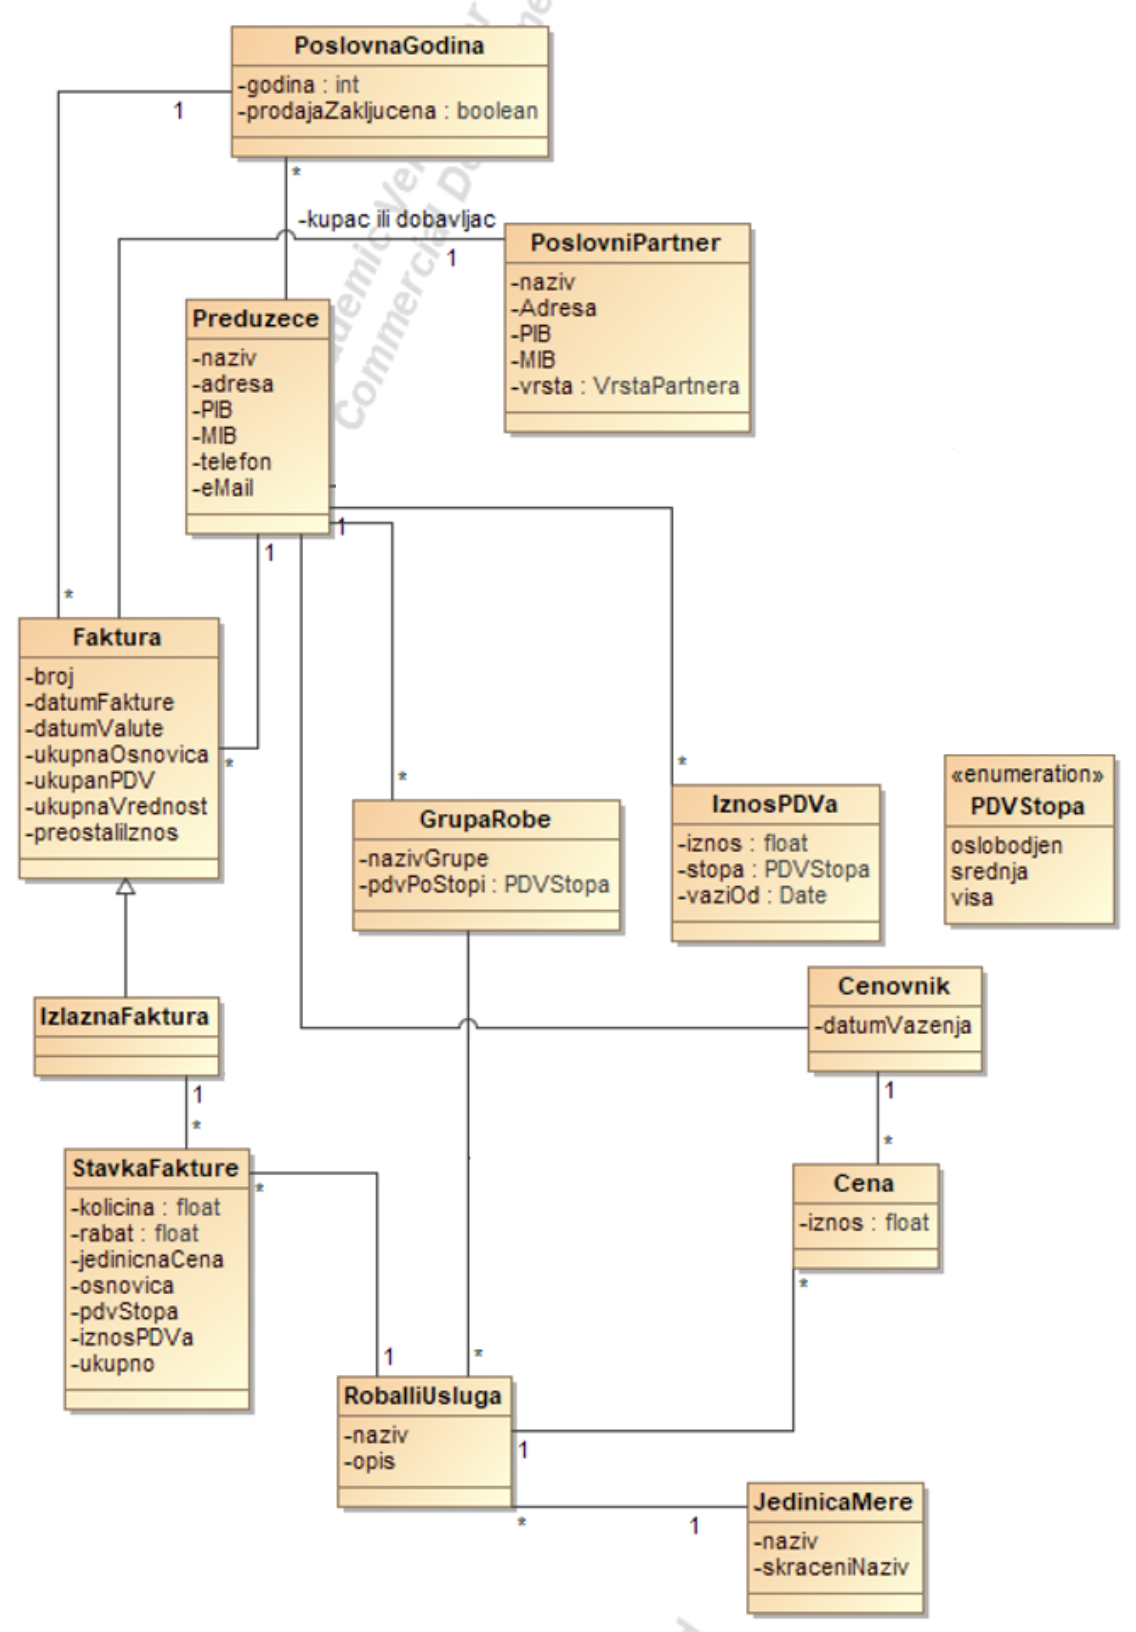 PoslovnaGodina
-godina : int
-prodajaZakljucena : boolean
1
*
-kupac ili dobavljac
1
PoslovniPartner
-naziv
-Adresa
-PIB
-MIB
-vrsta : VrstaPartnera
Preduzece
-naziv
-adresa
-PIB
-MIB
-telefon
-eMail
1
1
*
Faktura
-broj
-datumFakture
-datumValute
-ukupnaOsnovica
-ukupanPDV
-ukupnaVrednost
-preostaliIznos
*
*
GrupaRobe
-nazivGrupe
-pdvPoStopi : PDVStopa
*
IznosPDVa
-iznos : float
-stopa : PDVStopa
-vaziOd : Date
«enumeration»
PDVStopa
oslobodjen
srednja
visa
IzlaznaFaktura
1
*
Cenovnik
-datumVazenja
1
*
StavkaFakture
-kolicina : float
-rabat : float
-jedinicnaCena
-osnovica
-pdvStopa
-iznosPDVa
-ukupno
*
Cena
-iznos : float
*
1
*
RobaIliUsluga
-naziv
-opis
1
*
1
JedinicaMere
-naziv
-skraceniNaziv